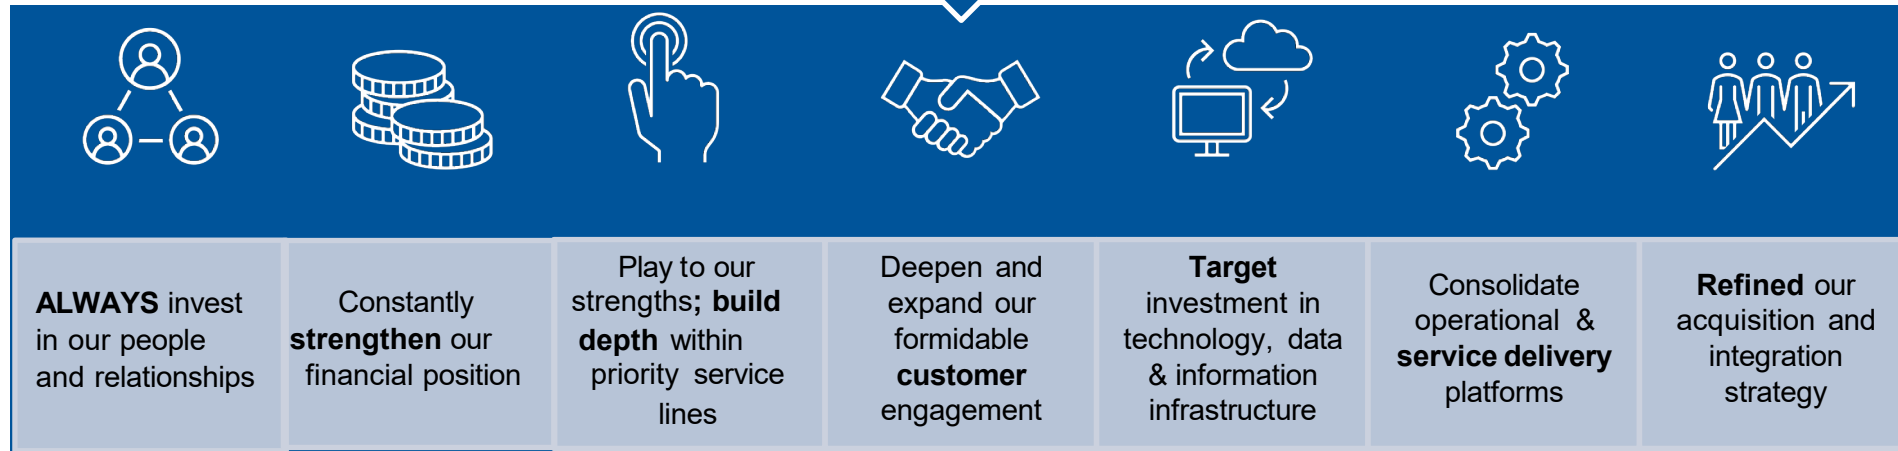 ALWAYS invest
in our people
and relationships
Constantly
strengthen our
financial position
Play to our
strengths; build
depth within
priority service
lines
Deepen and
expand our
formidable
customer
engagement
Target
investment in
technology, data
& information
infrastructure
Consolidate
operational &
service delivery
platforms
Refined our
acquisition and
integration
strategy